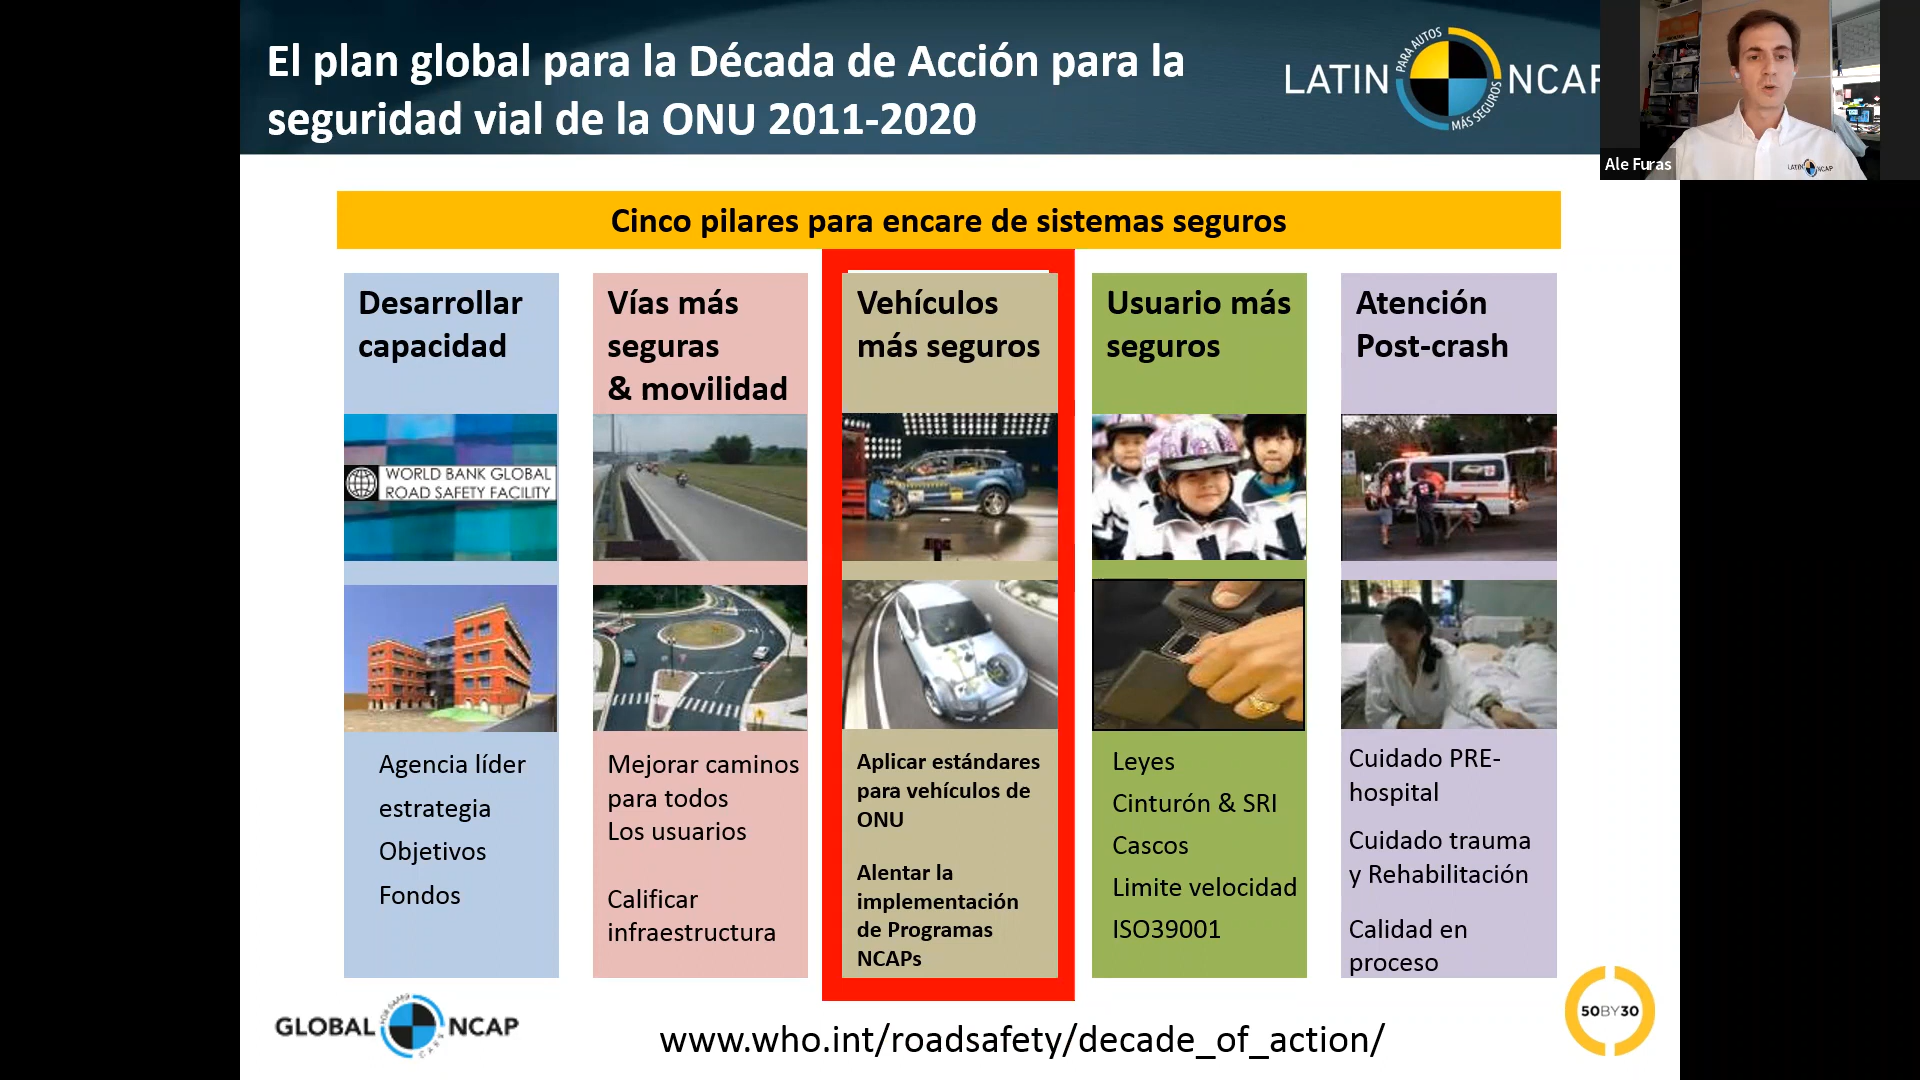 El plan global para la Década de Acción para la
seguridad vial de la ONU 2011-2020
LATIN NCAP
PARA AUTOS
MÁS SEGUROS
Ale Furas
LATIN NCAP
Cinco pilares para encare de sistemas seguros
Desarrollar
capacidad
WORLD BANK GLOBAL
ROAD SAFETY FACILITY
Agencia líder
estrategia
Objetivos
Fondos
Vías más
seguras
& movilidad
Mejorar caminos
para todos
Los usuarios
Calificar
infraestructura
Vehículos
más seguros
Aplicar estándares
para vehículos de
ONU
Alentar la
implementación
de Programas
NCAPs
Usuario más
seguros
Leyes
Cinturón & SRI
Cascos
Limite velocidad
ISO39001
Atención
Post-crash
Cuidado PRE-
hospital
Cuidado trauma
y Rehabilitación
Calidad en
proceso
GLOBAL NCAP
FOR SAFER
CARS
www.who.int/roadsafety/decade_of_action/
50BY30